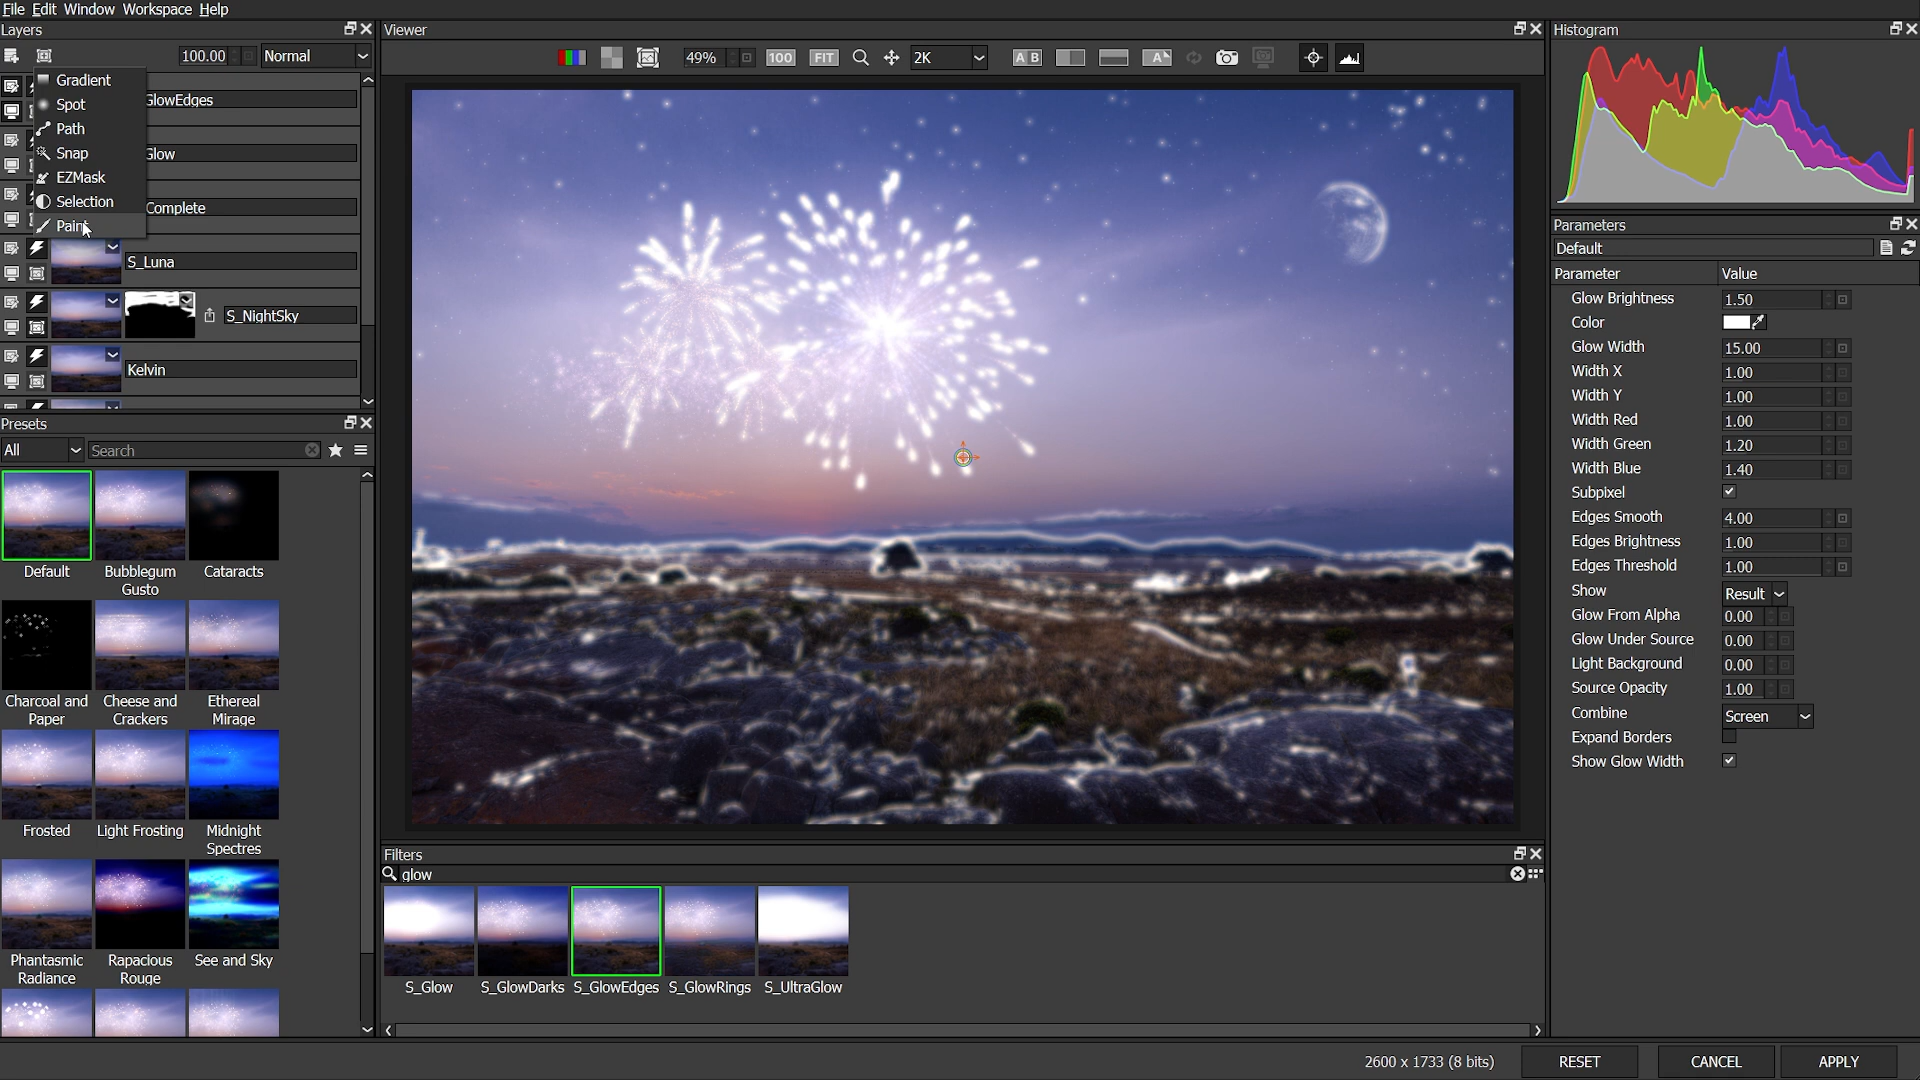 File Edit Window Workspace Help
Layers
100.00 Normal
Gradient
Spot
Path
Snap
EZMask
Selection
Paint
GlowEdges
Glow
Complete
S_Luna
S_NightSky
Kelvin
Presets
All Search
Default
Bubblegum Gusto
Cataracts
Charcoal and Paper
Cheese and Crackers
Ethereal Mirage
Frosted
Light Frosting
Midnight Spectres
Phantasmic Radiance
Rapacious Rouge
See and Sky
Viewer
49% 100 FIT 2K A B A
Filters
glow
S_Glow
S_GlowDarks
S_GlowEdges
S_GlowRings
S_UltraGlow
Histogram
Parameters
Default
Parameter Value
Glow Brightness 1.50
Color
Glow Width 15.00
Width X 1.00
Width Y 1.00
Width Red 1.00
Width Green 1.20
Width Blue 1.40
Subpixel
Edges Smooth 4.00
Edges Brightness 1.00
Edges Threshold 1.00
Show Result
Glow From Alpha 0.00
Glow Under Source 0.00
Light Background 0.00
Source Opacity 1.00
Combine Screen
Expand Borders
Show Glow Width
2600 x 1733 (8 bits) RESET CANCEL APPLY